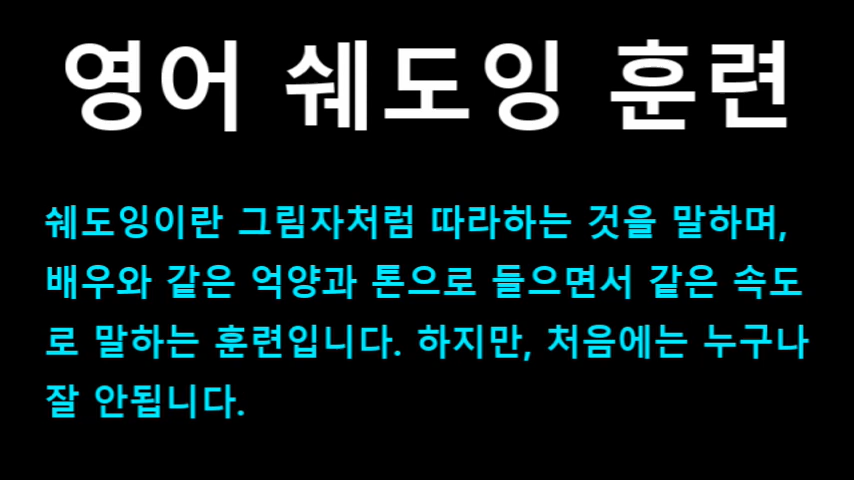 영어 쉐도잉 훈련
쉐도잉이란 그림자처럼 따라하는 것을 말하며,
배우와 같은 억양과 톤으로 들으면서 같은 속도
로 말하는 훈련입니다. 하지만, 처음에는 누구나
잘 안됩니다.